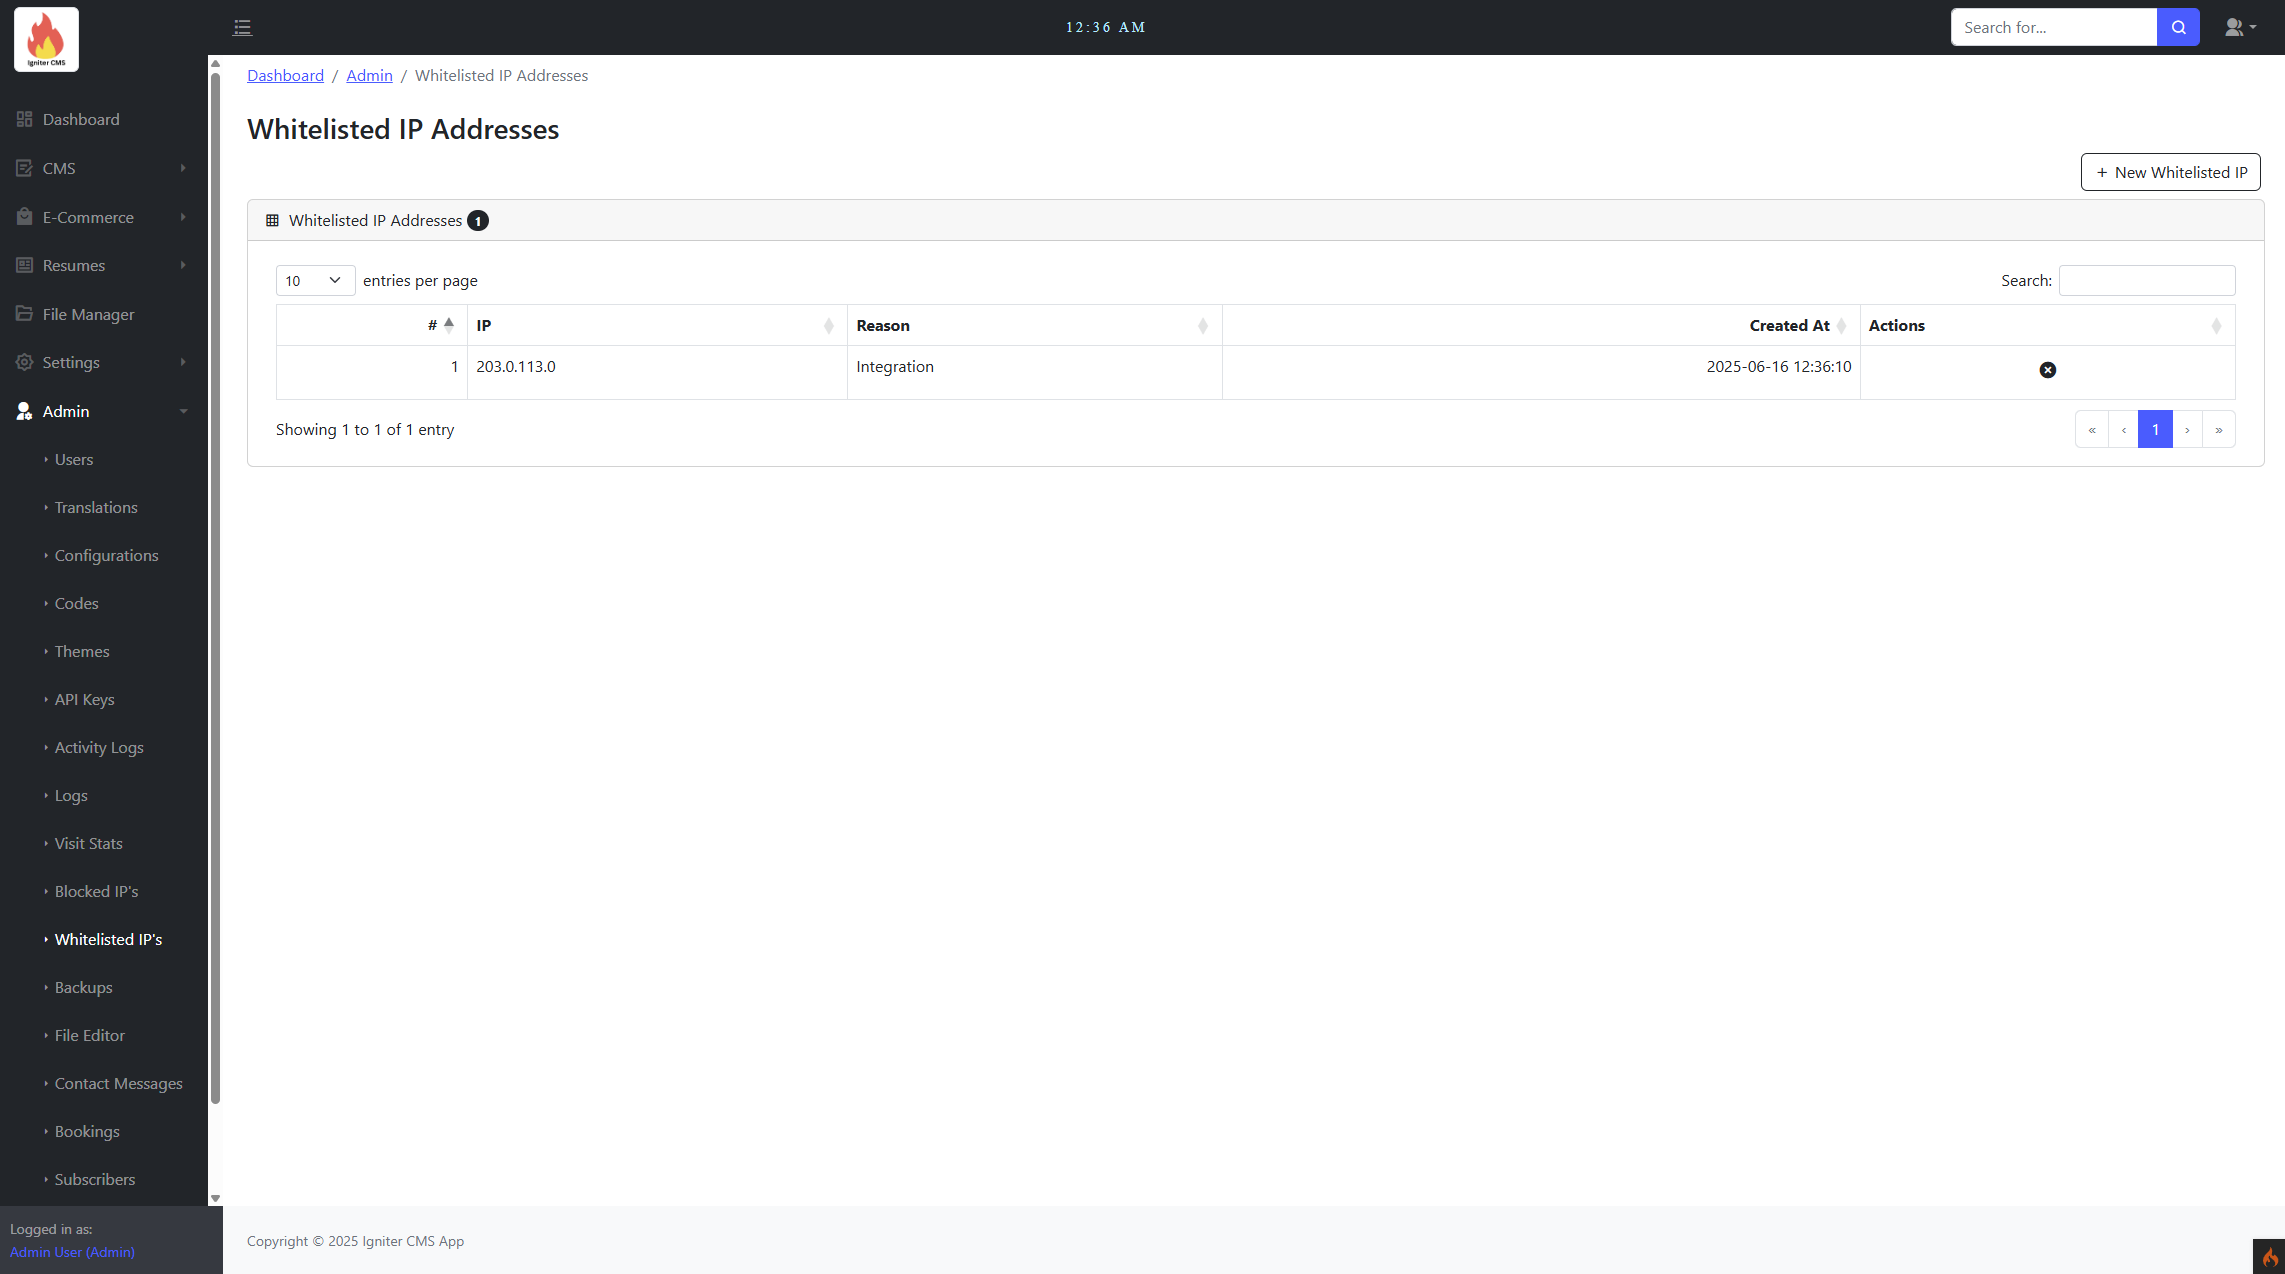 Igniter CMS
12:36 AM
Search for...
Dashboard
CMS
E-Commerce
Resumes
File Manager
Settings
Admin
Users
Translations
Configurations
Codes
Themes
API Keys
Activity Logs
Logs
Visit Stats
Blocked IP's
Whitelisted IP's
Backups
File Editor
Contact Messages
Bookings
Subscribers
Logged in as:
Admin User (Admin)
Dashboard / Admin / Whitelisted IP Addresses
Whitelisted IP Addresses
+ New Whitelisted IP
Whitelisted IP Addresses 1
10 entries per page
Search:
# IP Reason Created At Actions
1 203.0.113.0 Integration 2025-06-16 12:36:10
Showing 1 to 1 of 1 entry
« ‹ 1 › »
Copyright © 2025 Igniter CMS App